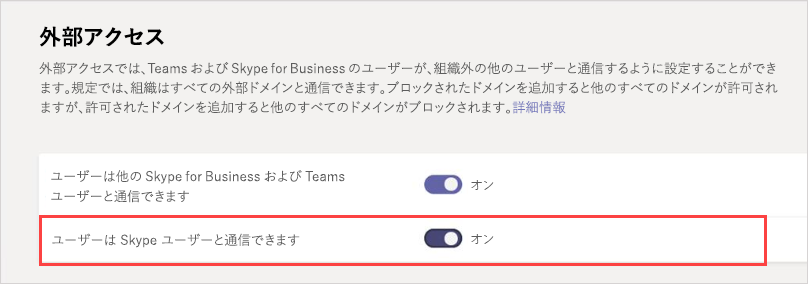 外部アクセス
外部アクセスでは、Teams および Skype for Business のユーザーが、組織外の他のユーザーと通信するように設定することができ
ます。規定では、組織はすべての外部ドメインと通信できます。ブロックされたドメインを追加すると他のすべてのドメインが許可され
ますが、許可されたドメインを追加すると他のすべてのドメインがブロックされます。詳細情報
ユーザーは他の Skype for Business および Teams
ユーザーと通信できます
オン
ユーザーは Skype ユーザーと通信できます
オン